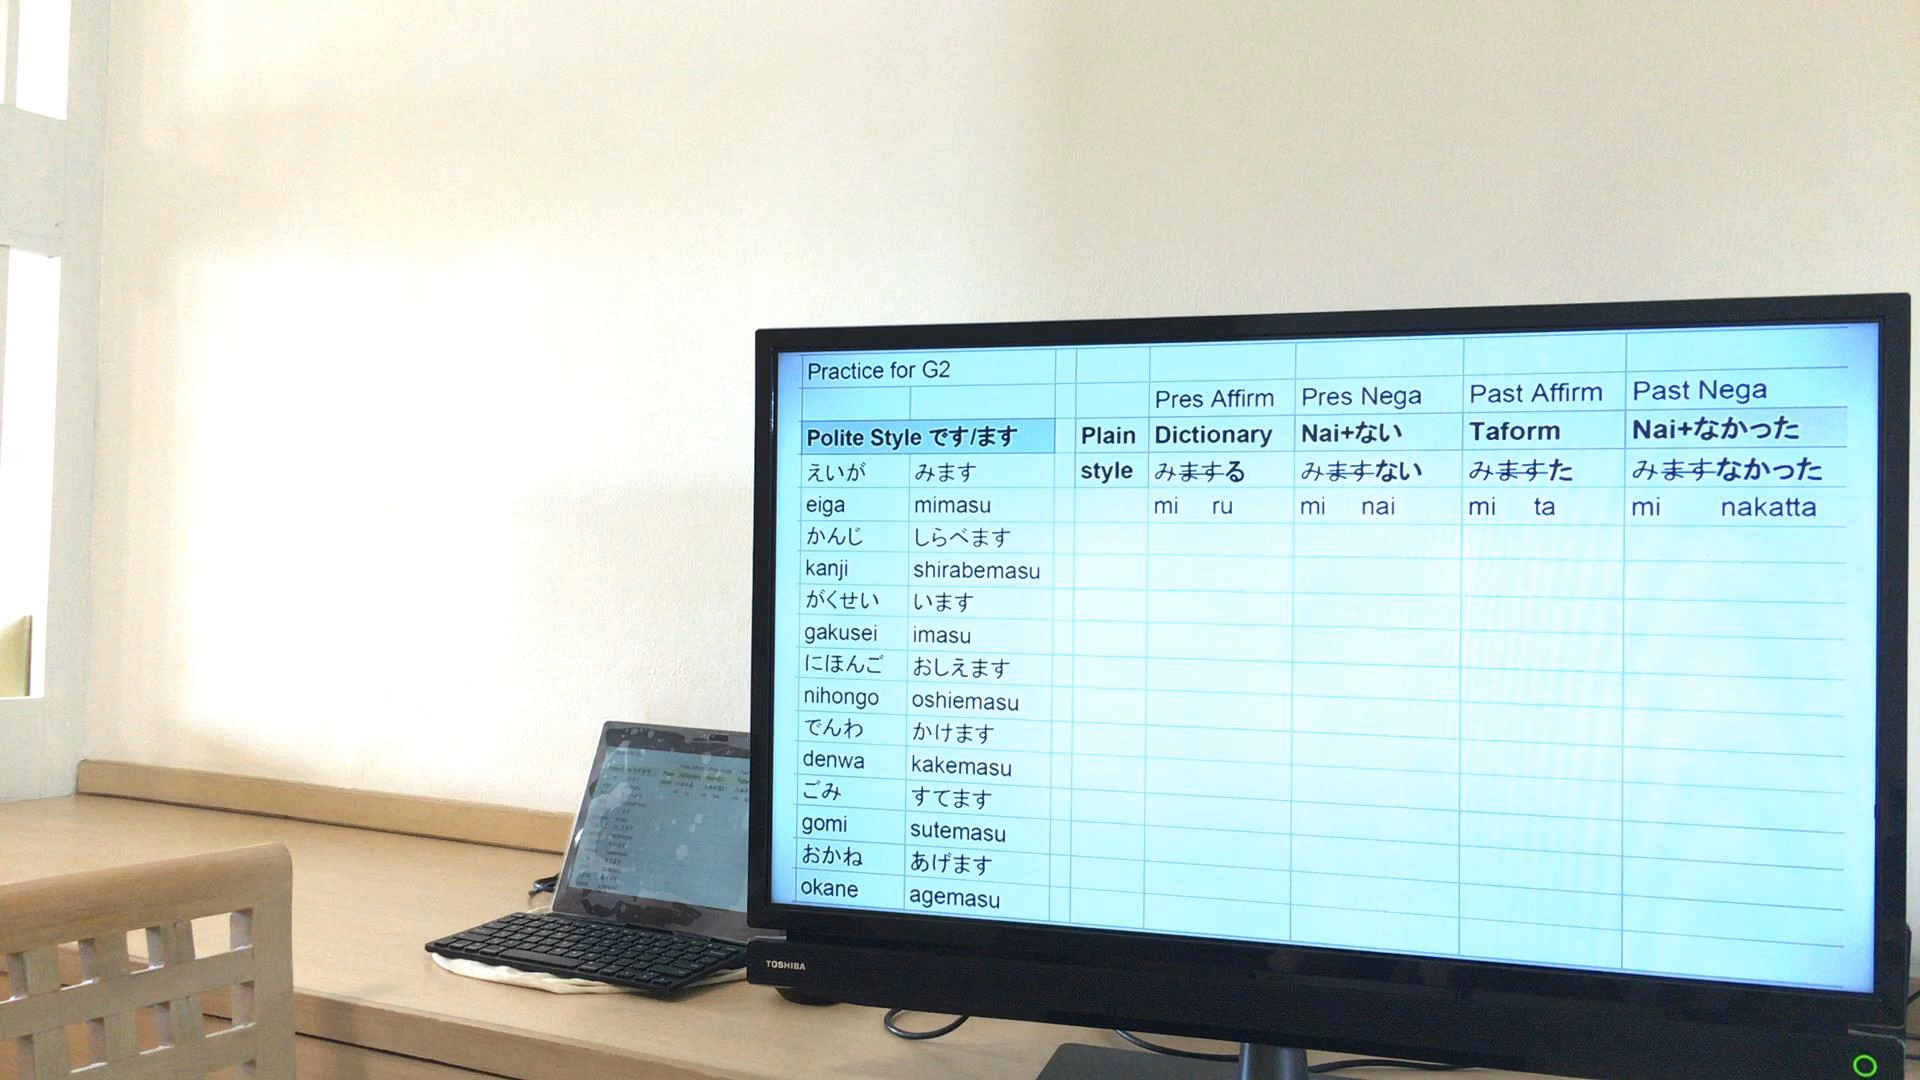 Practice for G2
Pres Affirm Pres Nega Past Affirm Past Nega
Polite Style です/ます Plain Dictionary Nai+ない Taform Nai+なかった
えいが みます style みまする みますない みますた みますなかった
eiga mimasu mi ru mi nai mi ta mi nakatta
かんじ しらべます
kanji shirabemasu
がくせい います
gakusei imasu
にほんご おしえます
nihongo oshiemasu
でんわ かけます
denwa kakemasu
ごみ すてます
gomi sutemasu
おかね あげます
okane agemasu
TOSHIBA